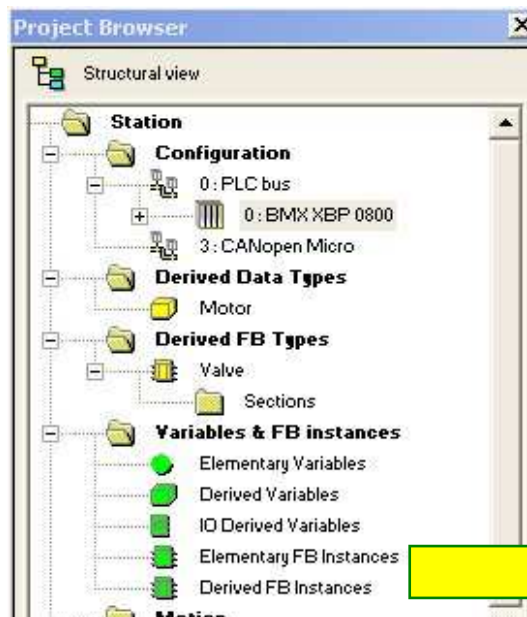 Project Browser
Structural view
Station
Configuration
0 : PLC bus
0 : BMX XBP 0800
3 : CANopen Micro
Derived Data Types
Motor
Derived FB Types
Valve
Sections
Variables & FB instances
Elementary Variables
Derived Variables
IO Derived Variables
Elementary FB Instances
Derived FB Instances
Motion